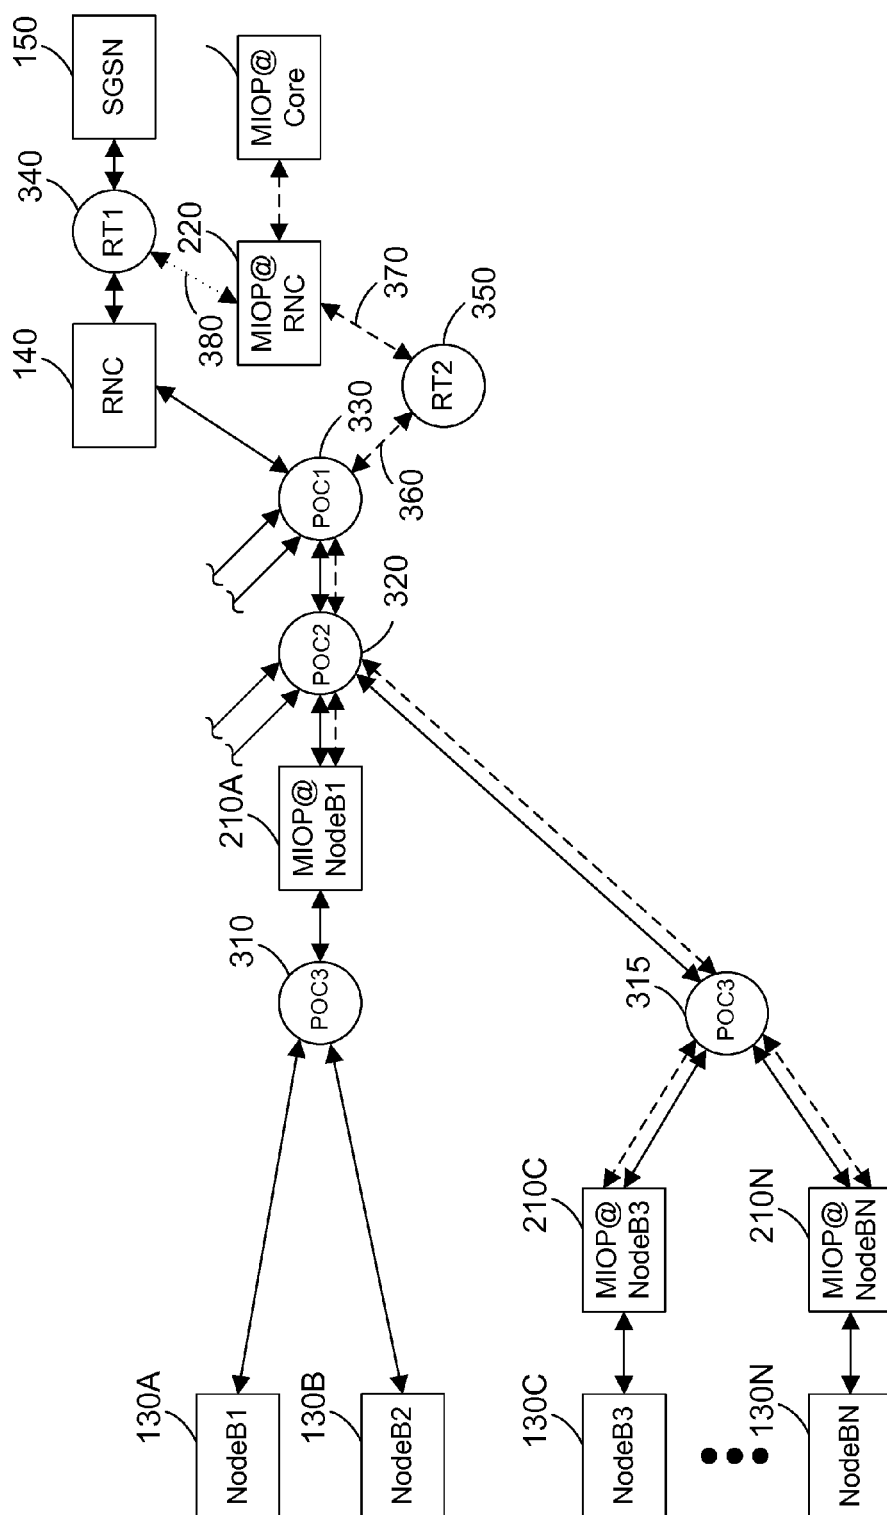 130A
NodeB1
130B
NodeB2
130C
NodeB3
130N
NodeBN
310
POC3
210A
MIOP@
NodeB1
210C
MIOP@
NodeB3
210N
MIOP@
NodeBN
315
POC3
POC2
320
POC1
330
360
RT2
350
370
140
RNC
380
220
MIOP@
RNC
340
RT1
150
SGSN
MIOP@
Core